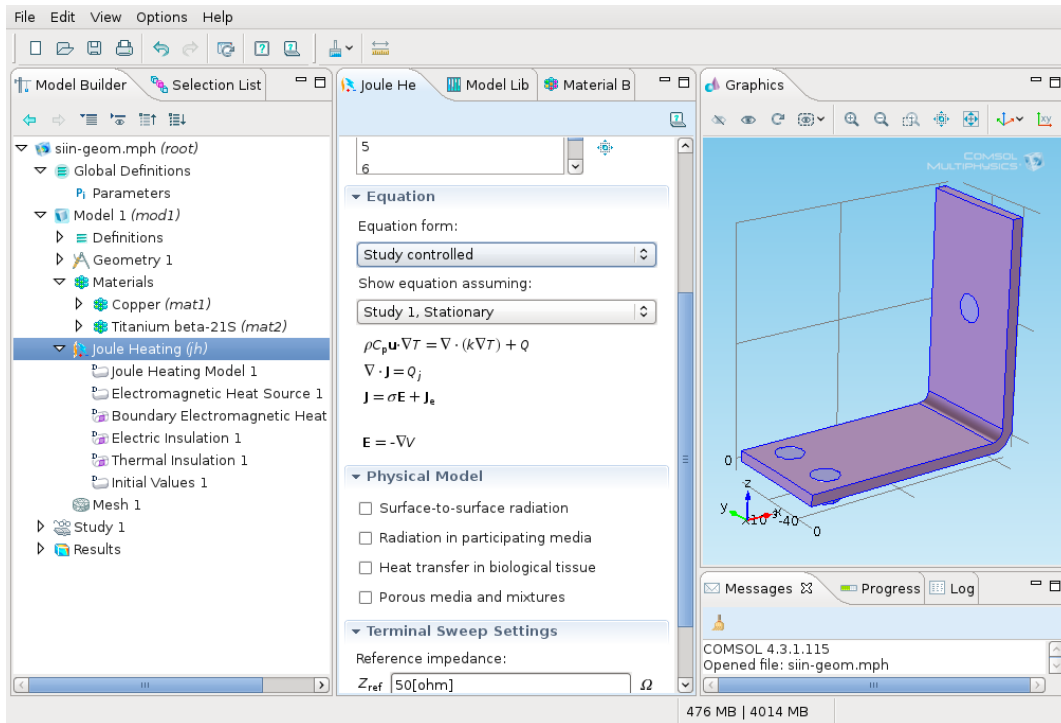 File Edit View Options Help
Model Builder
Selection List
siin-geom.mph (root)
Global Definitions
Pi Parameters
Model 1 (mod1)
Definitions
Geometry 1
Materials
Copper (mat1)
Titanium beta-21S (mat2)
Joule Heating (jh)
Joule Heating Model 1
Electromagnetic Heat Source 1
Boundary Electromagnetic Heat
Electric Insulation 1
Thermal Insulation 1
Initial Values 1
Mesh 1
Study 1
Results
Joule He
Model Lib
Material B
5
6
Equation
Equation form:
Study controlled
Show equation assuming:
Study 1, Stationary
ρCpu·∇T = ∇·(k∇T) + Q
∇·J = Qj
J = σE + Je
E = -∇V
Physical Model
Surface-to-surface radiation
Radiation in participating media
Heat transfer in biological tissue
Porous media and mixtures
Terminal Sweep Settings
Reference impedance:
Zref 50[ohm] Ω
Graphics
COMSOL
MULTIPHYSICS
0
z
y
-40
0
Messages
Progress
Log
COMSOL 4.3.1.115
Opened file: siin-geom.mph
476 MB | 4014 MB